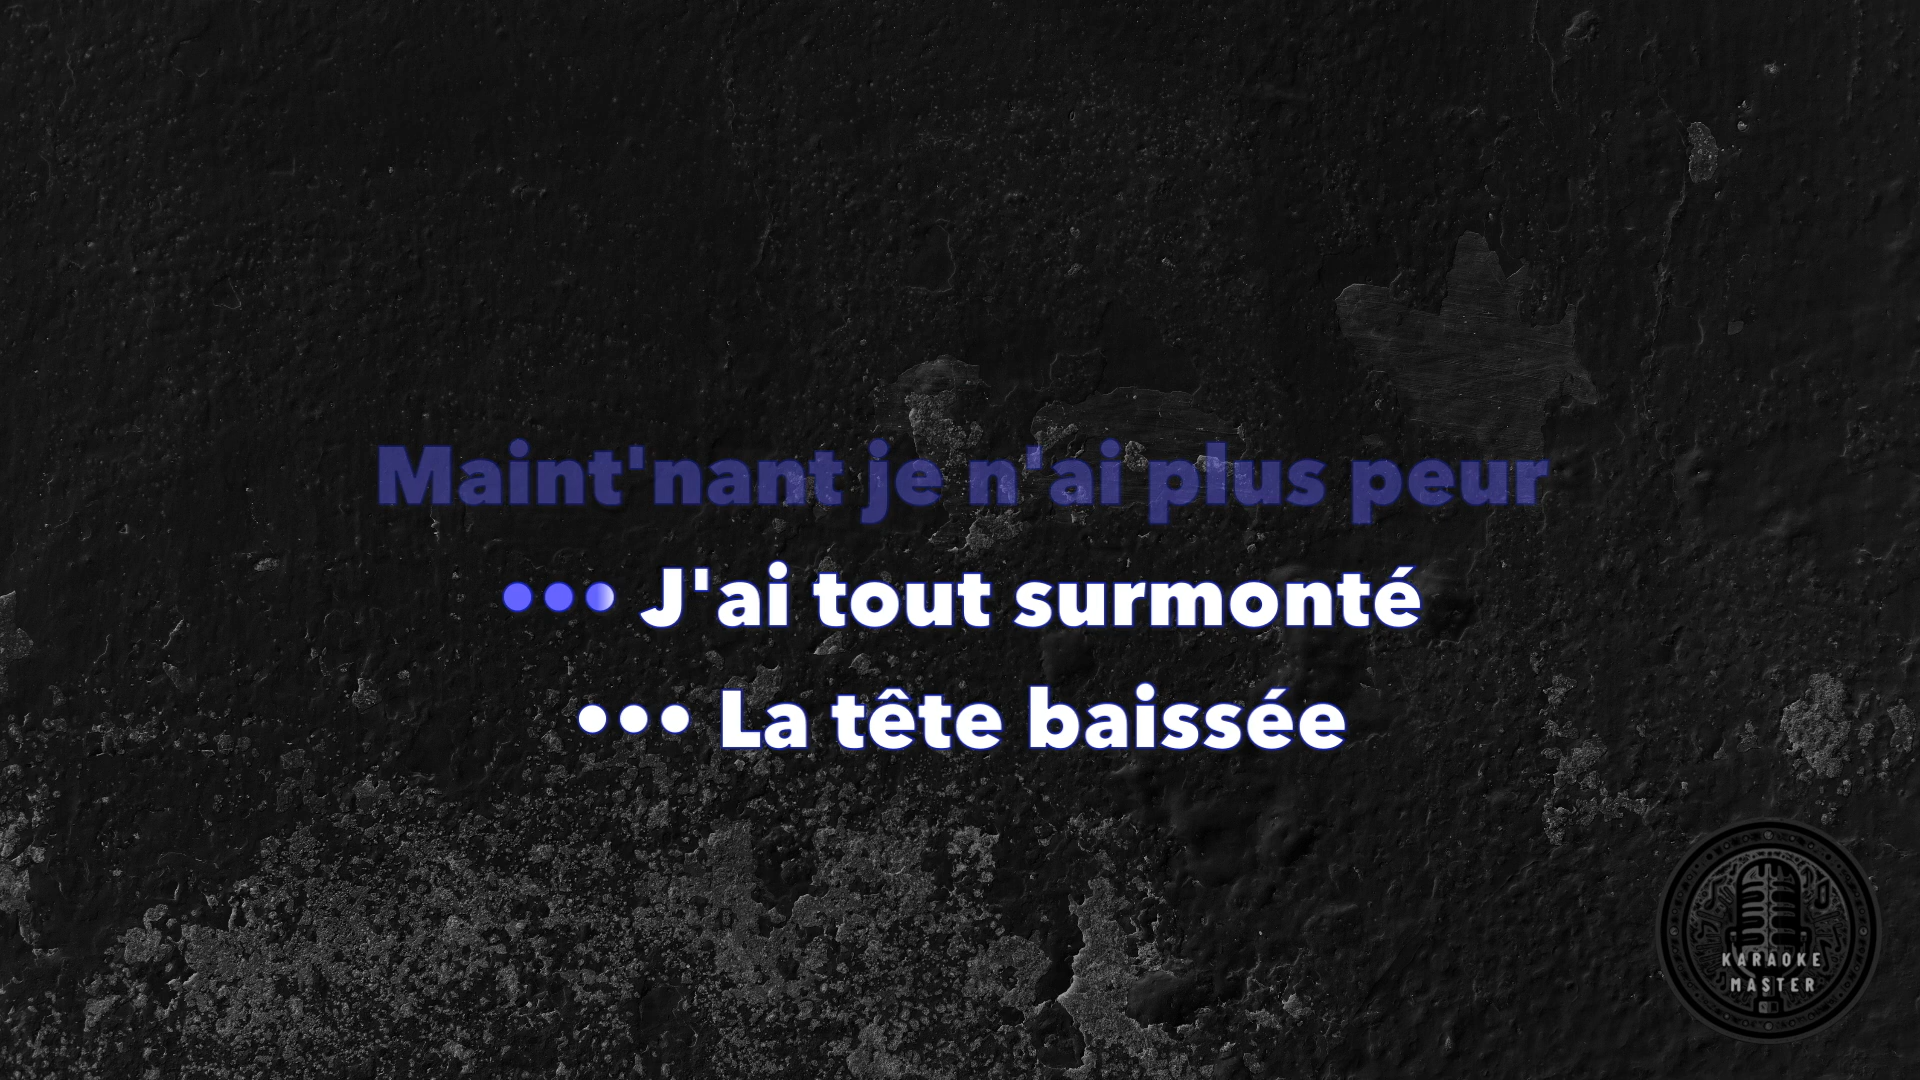 Maint'nant je n'ai plus peur
••• J'ai tout surmonté
••• La tête baissée
KARAOKE
MASTER